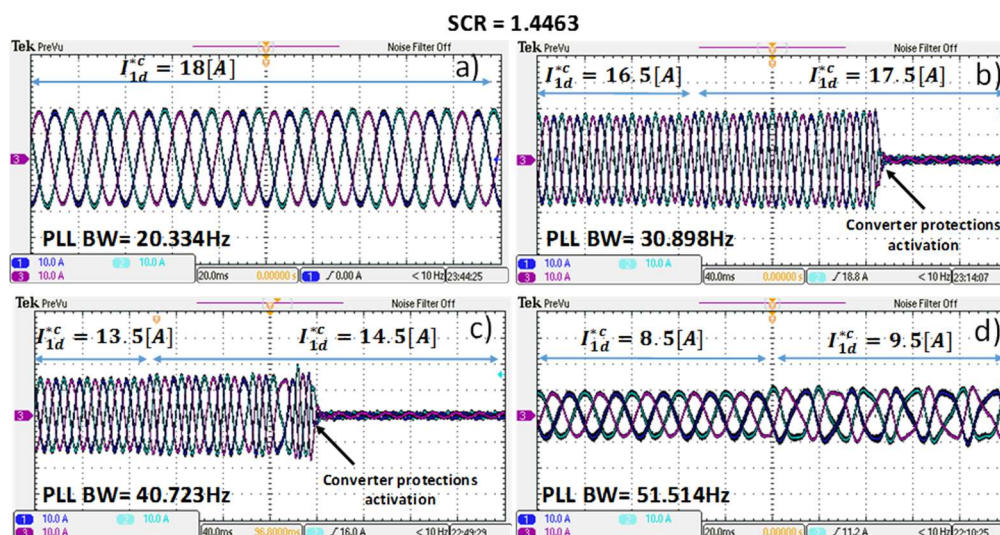 SCR = 1.4463
Tek PreVu Noise Filter Off
I*c1d = 18[A] a)
3
PLL BW= 20.334Hz
1 10.0 A 2 10.0 A
3 10.0 A 20.0ms 0.00000 s 1 ∫ 0.00 A < 10 Hz 23:44:25
Tek PreVu Noise Filter Off
I*c1d = 16.5[A] I*c1d = 17.5[A] b)
3
Converter protections
activation
PLL BW= 30.898Hz
1 10.0 A 2 10.0 A
3 10.0 A 40.0ms 0.00000 s 2 ∫ 18.8 A < 10 Hz 23:14:07
Tek PreVu Noise Filter Off
I*c1d = 13.5[A] I*c1d = 14.5[A] c)
3
Converter protections
activation
PLL BW= 40.723Hz
1 10.0 A 2 10.0 A
3 10.0 A 40.0ms 96.8000ms 2 ∫ 16.0 A < 10 Hz 22:49:29
Tek PreVu Noise Filter Off
I*c1d = 8.5[A] I*c1d = 9.5[A] d)
3
PLL BW= 51.514Hz
1 10.0 A 2 10.0 A
3 10.0 A 20.0ms 0.00000 s 2 ∫ 11.2 A < 10 Hz 22:10:25